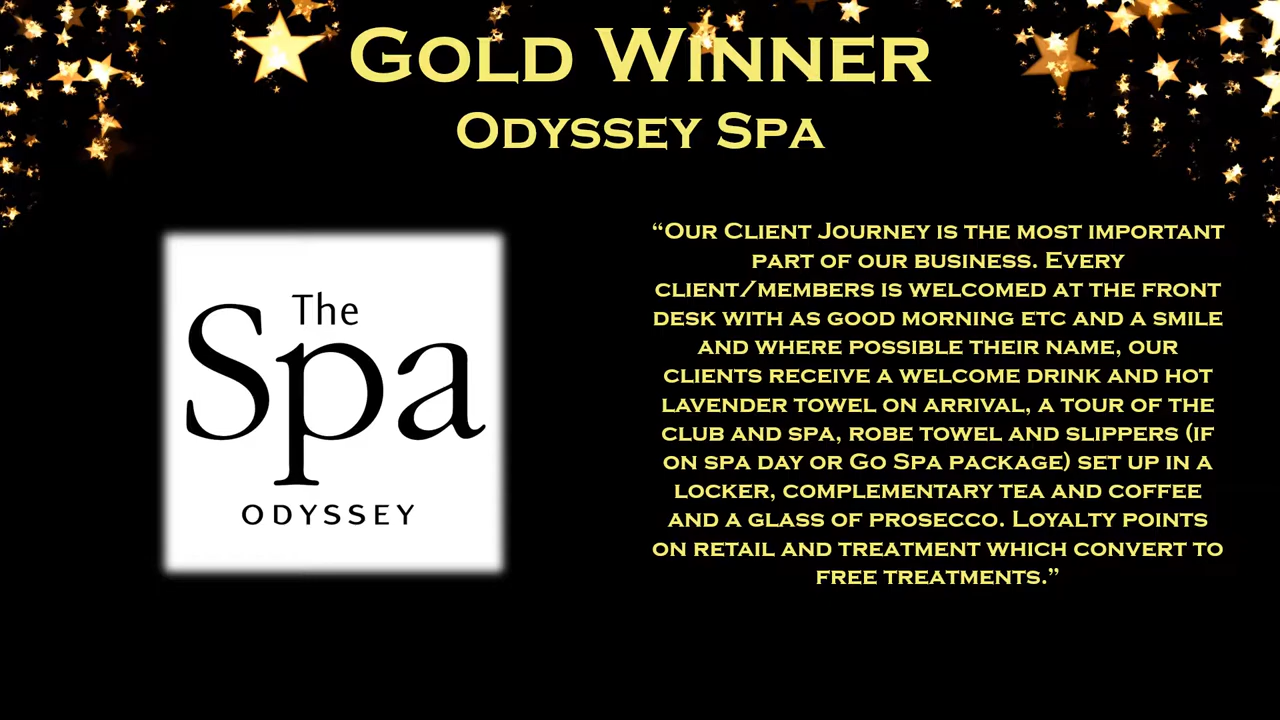 Gold Winner
Odyssey Spa
The
Spa
ODYSSEY
“Our Client Journey is the most important
part of our business. Every
client/members is welcomed at the front
desk with as good morning etc and a smile
and where possible their name, our
clients receive a welcome drink and hot
lavender towel on arrival, a tour of the
club and spa, robe towel and slippers (if
on spa day or Go Spa package) set up in a
locker, complementary tea and coffee
and a glass of prosecco. Loyalty points
on retail and treatment which convert to
free treatments.”